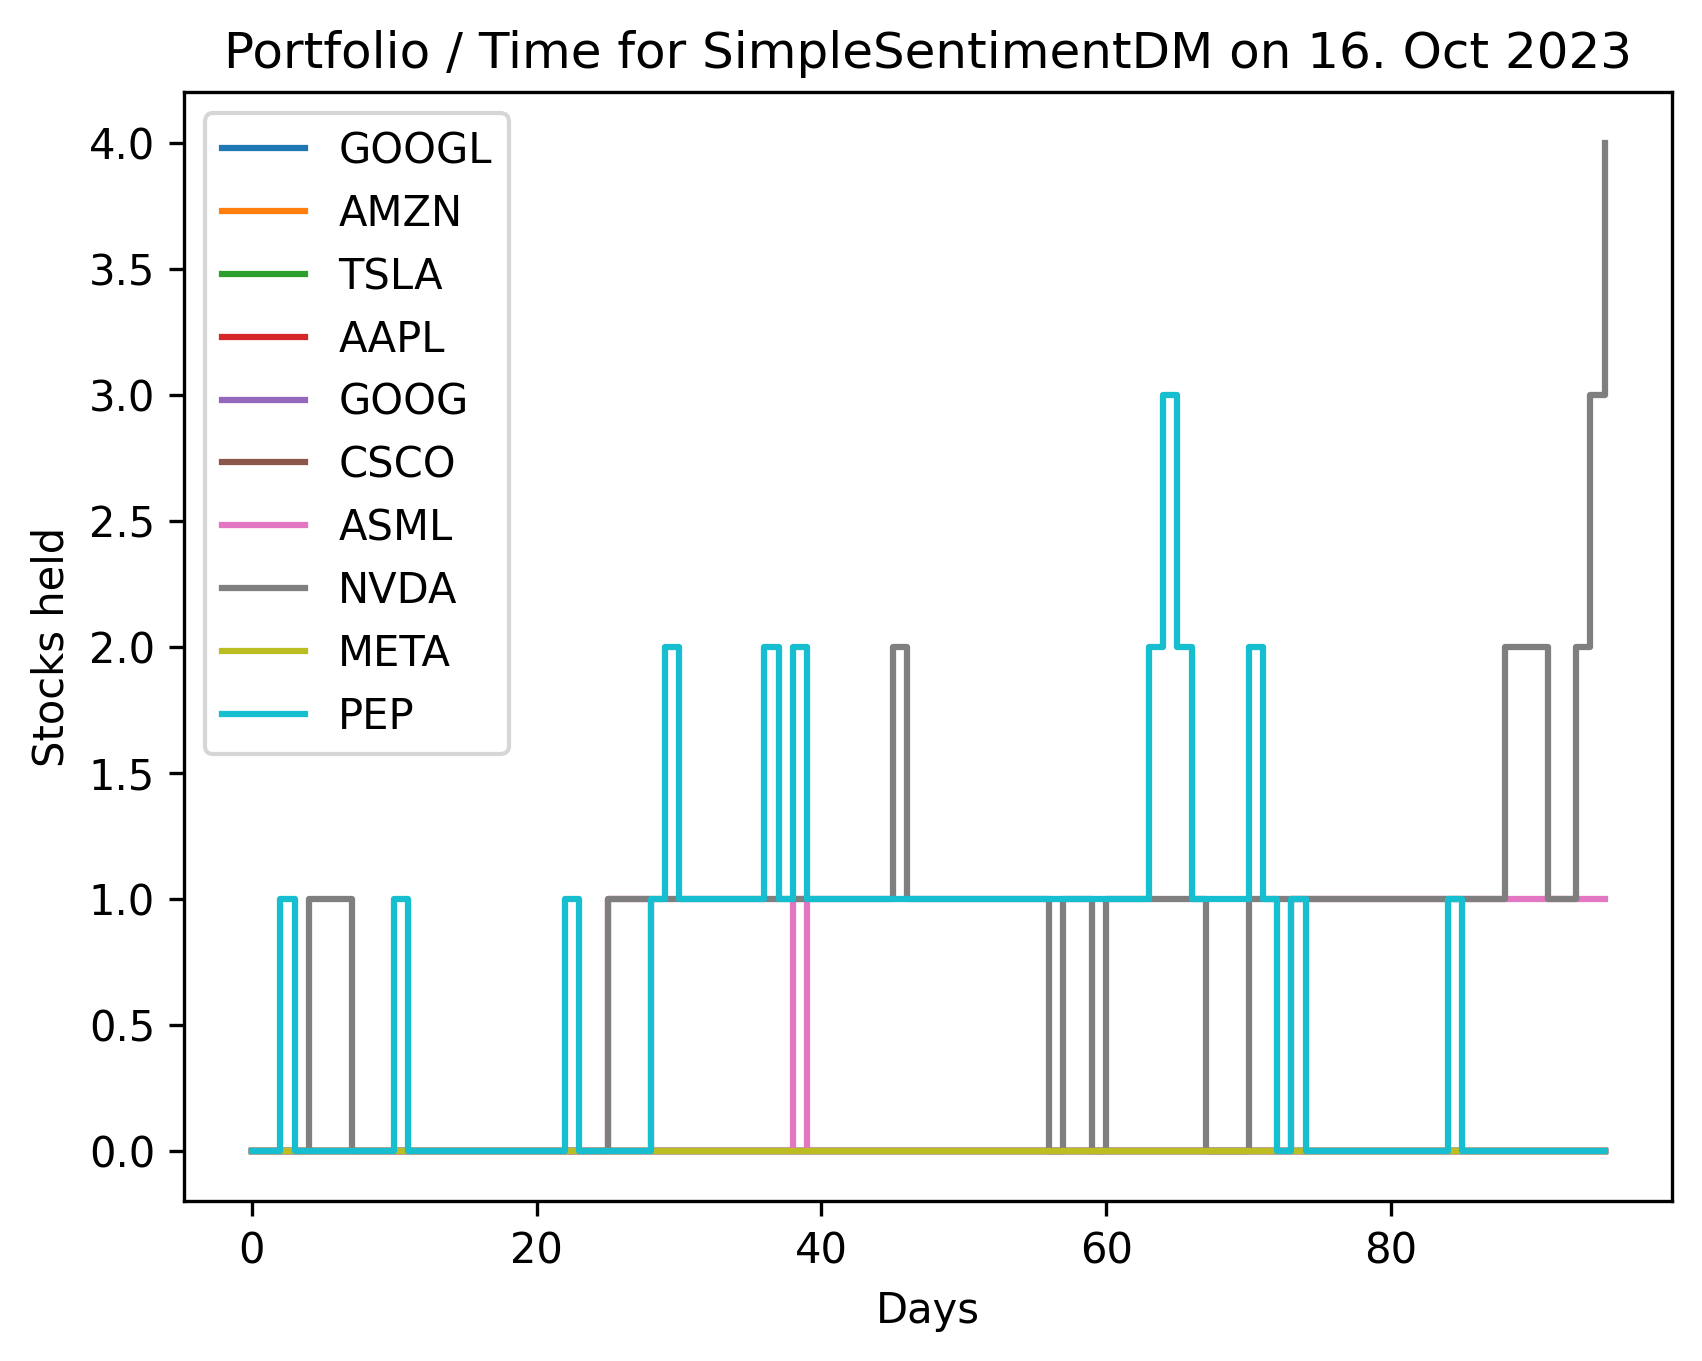 Portfolio / Time for SimpleSentimentDM on 16. Oct 2023
4.0
3.5
3.0
2.5
2.0
1.5
1.0
0.5
0.0
Stocks held
GOOGL
AMZN
TSLA
AAPL
GOOG
CSCO
ASML
NVDA
META
PEP
0 20 40 60 80
Days